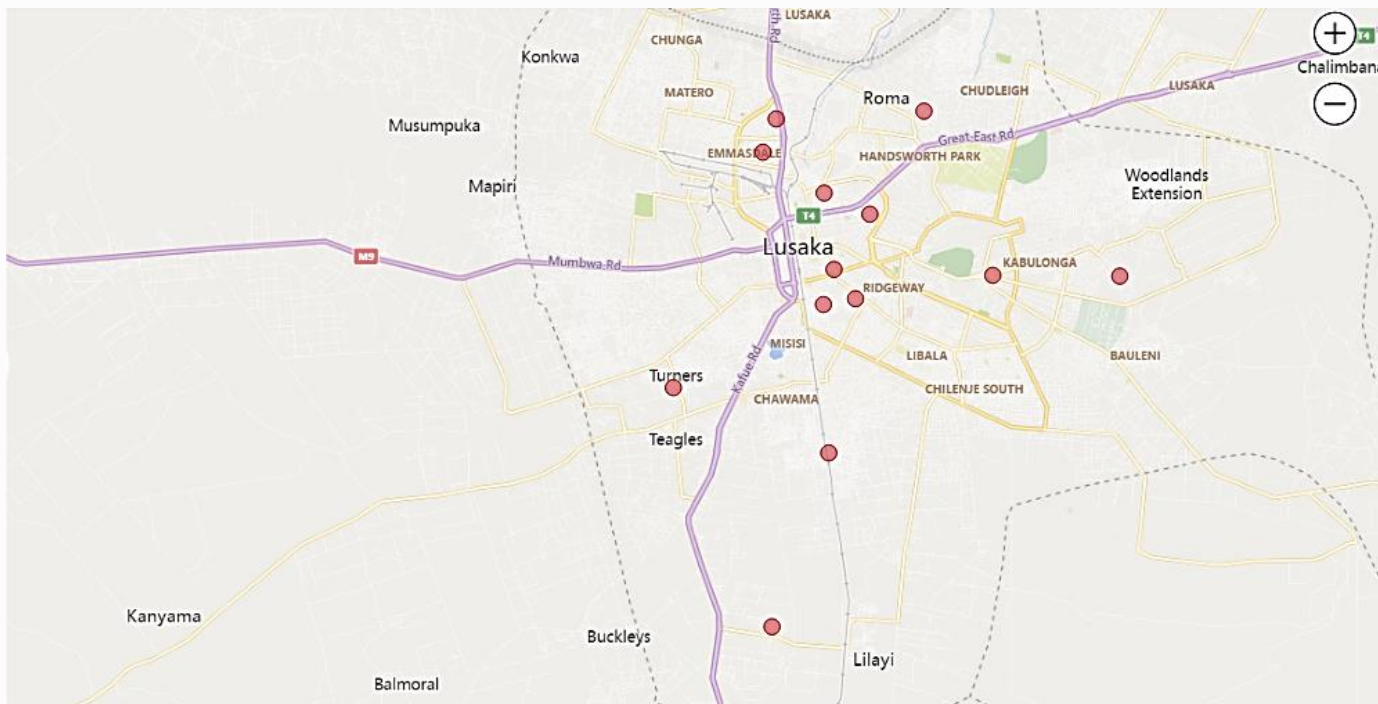 LUSAKA
CHUNGA
Konkwa
T4
Chalimbana
MATERO
Roma
CHUDLEIGH
LUSAKA
Musumpuka
Great East Rd
EMMASDALE
HANDSWORTH PARK
Mapiri
Woodlands
Extension
T4
Lusaka
M9
Mumbwa Rd
KABULONGA
RIDGEWAY
MISISI
LIBALA
BAULENI
Kafue Rd
Turners
CHILENJE SOUTH
CHAWAMA
Teagles
Kanyama
Buckleys
Lilayi
Balmoral